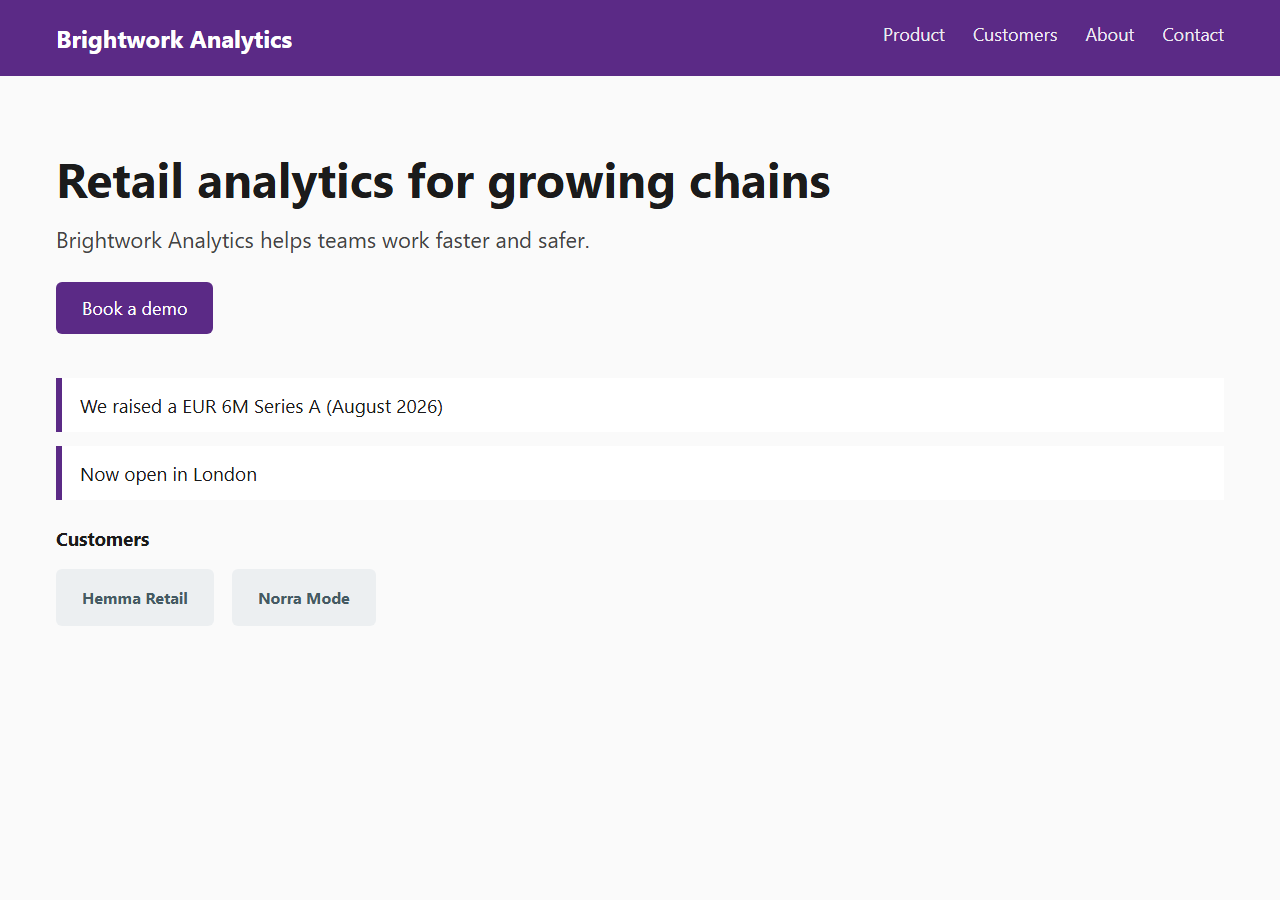 Brightwork Analytics
Product Customers About Contact
Retail analytics for growing chains
Brightwork Analytics helps teams work faster and safer.
Book a demo
We raised a EUR 6M Series A (August 2026)
Now open in London
Customers
Hemma Retail
Norra Mode